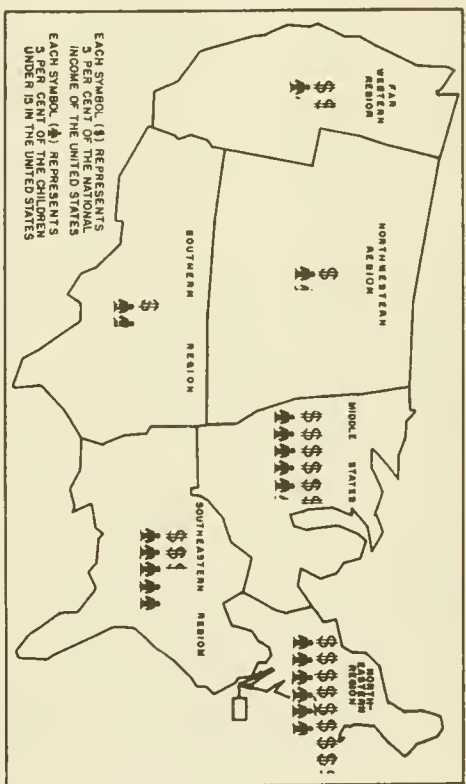 FAR
WESTERN
REGION
$ $
NORTHWESTERN
REGION
$
MIDDLE STATES
$ $ $ $ $ $
NORTH-
EASTERN
REGION
$ $ $ $ $ $ $ $ $
SOUTHERN REGION
$
SOUTHEASTERN REGION
$ $ $
EACH SYMBOL ($) REPRESENTS
5 PER CENT OF THE NATIONAL
INCOME OF THE UNITED STATES
EACH SYMBOL ( ) REPRESENTS
5 PER CENT OF THE CHILDREN
UNDER 15 IN THE UNITED STATES